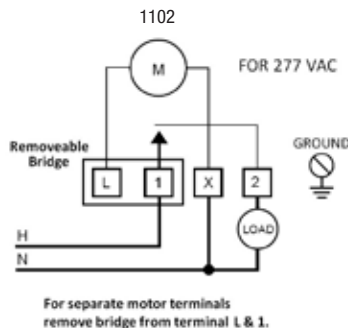 1102
M
FOR 277 VAC
GROUND
Removeable
Bridge
L 1 X 2
LOAD
H
N
For separate motor terminals
remove bridge from terminal L & 1.